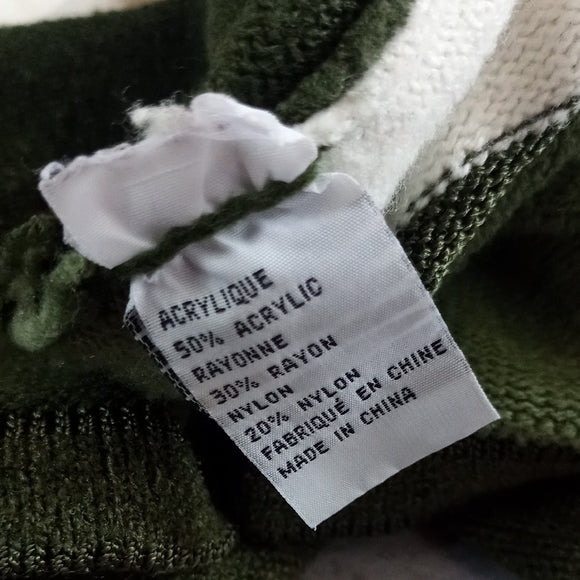 ACRYLIQUE
50% ACRYLIC
RAYONNE
30% RAYON
NYLON
20% NYLON
FABRIQUÉ EN CHINE
MADE IN CHINA